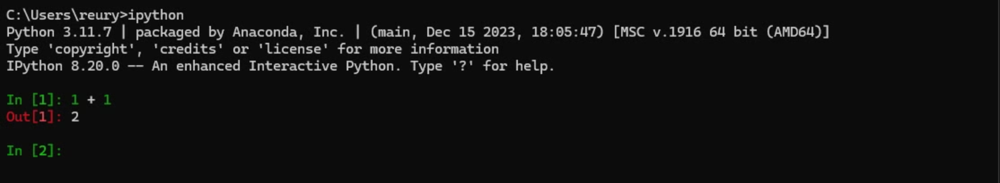 C:\Users\reury>ipython
Python 3.11.7 | packaged by Anaconda, Inc. | (main, Dec 15 2023, 18:05:47) [MSC v.1916 64 bit (AMD64)]
Type 'copyright', 'credits' or 'license' for more information
IPython 8.20.0 -- An enhanced Interactive Python. Type '?' for help.
In [1]: 1 + 1
Out[1]: 2
In [2]: